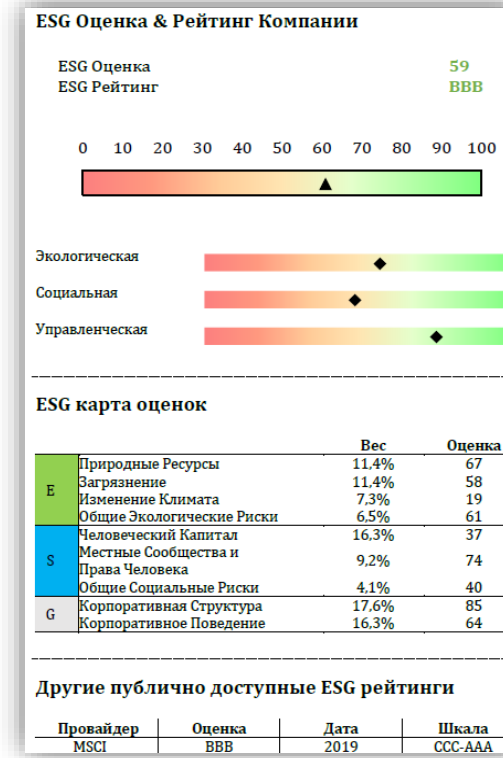 ESG Оценка & Рейтинг Компании
ESG Оценка 59
ESG Рейтинг BBB
0 10 20 30 40 50 60 70 80 90 100
Экологическая
Социальная
Управленческая
ESG карта оценок
Вес Оценка
E
Природные Ресурсы 11,4% 67
Загрязнение 11,4% 58
Изменение Климата 7,3% 19
Общие Экологические Риски 6,5% 61
S
Человеческий Капитал 16,3% 37
Местные Сообщества и
Права Человека 9,2% 74
Общие Социальные Риски 4,1% 40
G
Корпоративная Структура 17,6% 85
Корпоративное Поведение 16,3% 64
Другие публично доступные ESG рейтинги
Провайдер Оценка Дата Шкала
MSCI BBB 2019 CCC-AAA